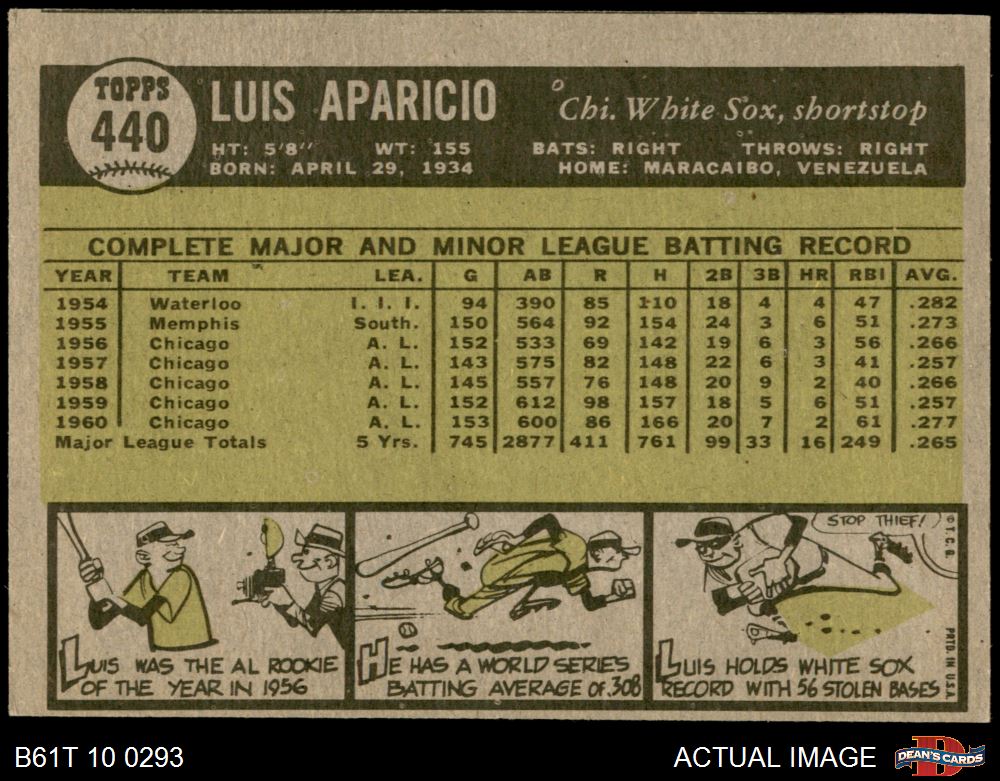 TOPPS
440
LUIS APARICIO
Chi. White Sox, shortstop
HT: 5'8" WT: 155 BATS: RIGHT THROWS: RIGHT
BORN: APRIL 29, 1934 HOME: MARACAIBO, VENEZUELA
COMPLETE MAJOR AND MINOR LEAGUE BATTING RECORD
YEAR TEAM LEA. G AB R H 2B 3B HR RBI AVG.
1954 Waterloo I. I. I. 94 390 85 110 18 4 4 47 .282
1955 Memphis South. 150 564 92 154 24 3 6 51 .273
1956 Chicago A. L. 152 533 69 142 19 6 3 56 .266
1957 Chicago A. L. 143 575 82 148 22 6 3 41 .257
1958 Chicago A. L. 145 557 76 148 20 9 2 40 .266
1959 Chicago A. L. 152 612 98 157 18 5 6 51 .257
1960 Chicago A. L. 153 600 86 166 20 7 2 61 .277
Major League Totals 5 Yrs. 745 2877 411 761 99 33 16 249 .265
LUIS WAS THE AL ROOKIE
OF THE YEAR IN 1956
HE HAS A WORLD SERIES
BATTING AVERAGE OF .308
STOP THIEF!
LUIS HOLDS WHITE SOX
RECORD WITH 56 STOLEN BASES
© T. C. G.
PRTD. IN U.S.A.
B61T 10 0293
ACTUAL IMAGE
DEAN'S CARDS